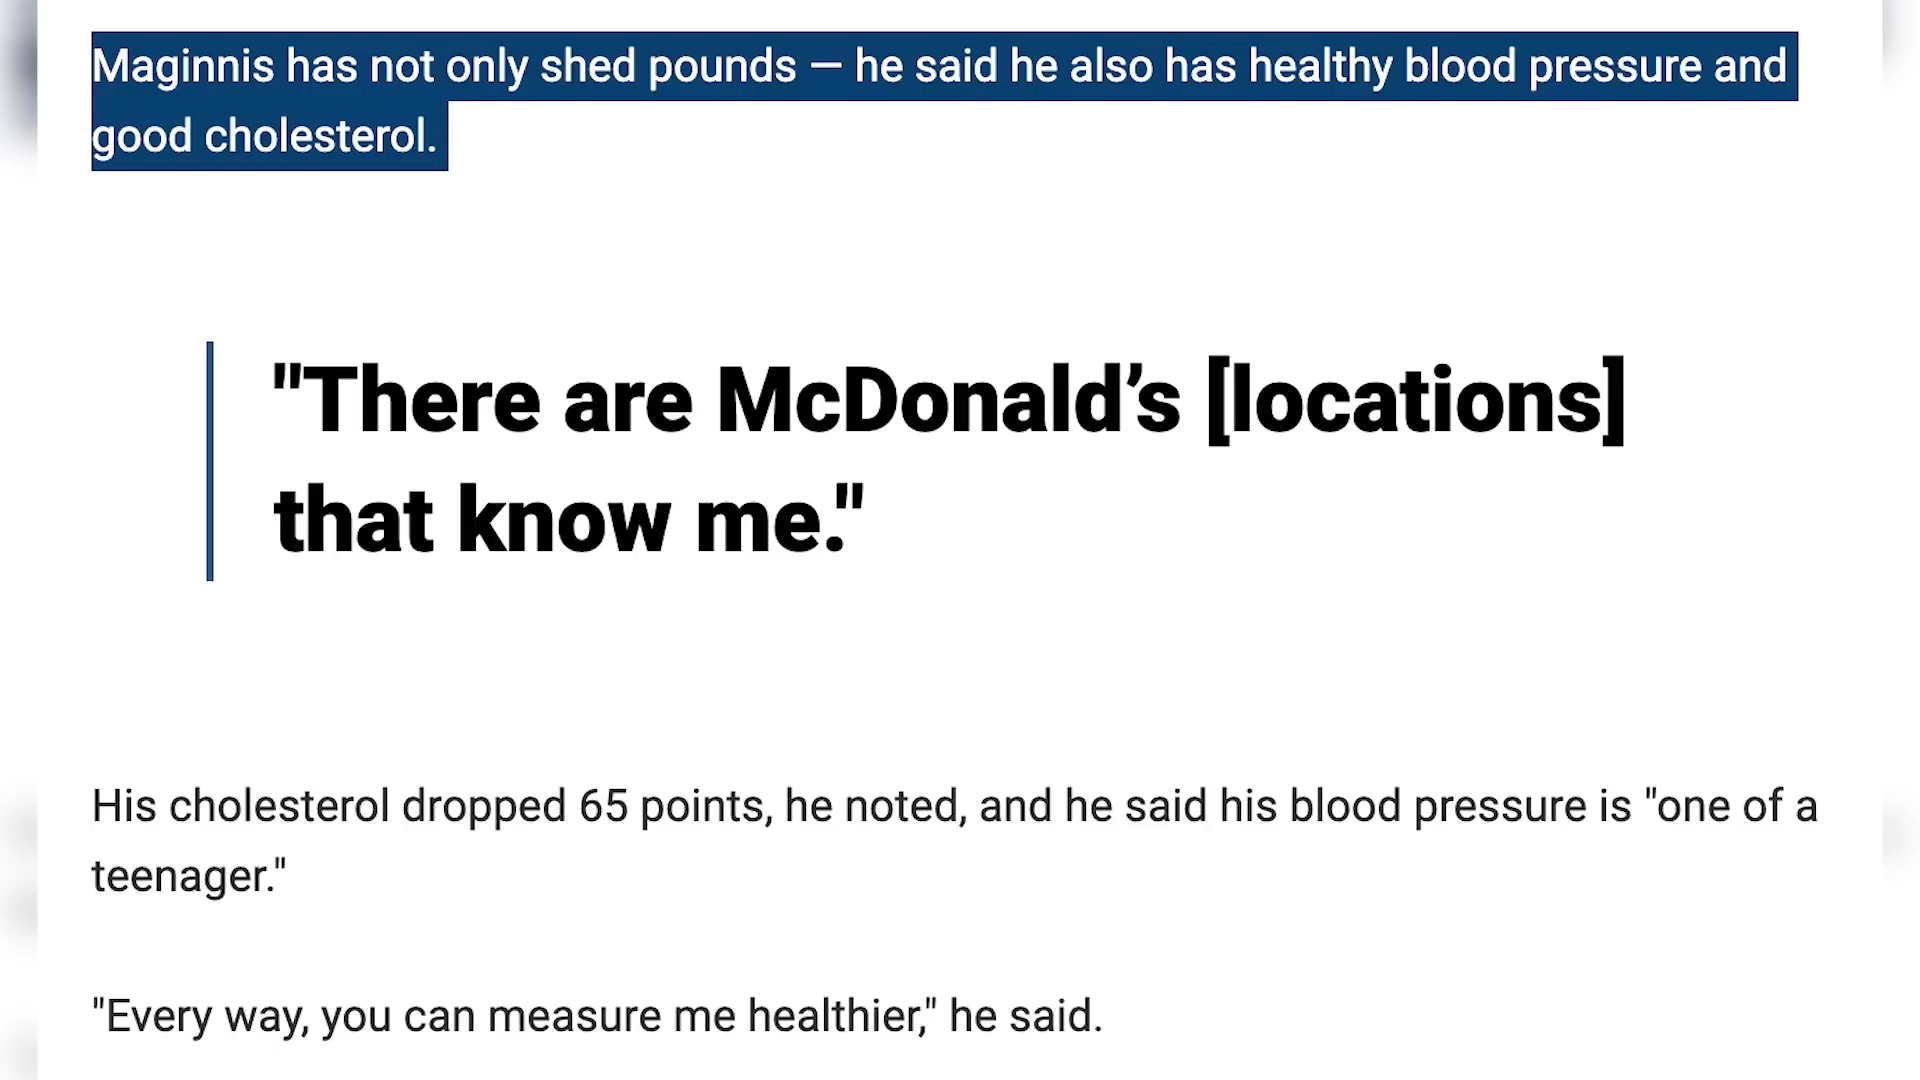 Maginnis has not only shed pounds — he said he also has healthy blood pressure and
good cholesterol.
"There are McDonald’s [locations]
that know me."
His cholesterol dropped 65 points, he noted, and he said his blood pressure is "one of a
teenager."
"Every way, you can measure me healthier," he said.